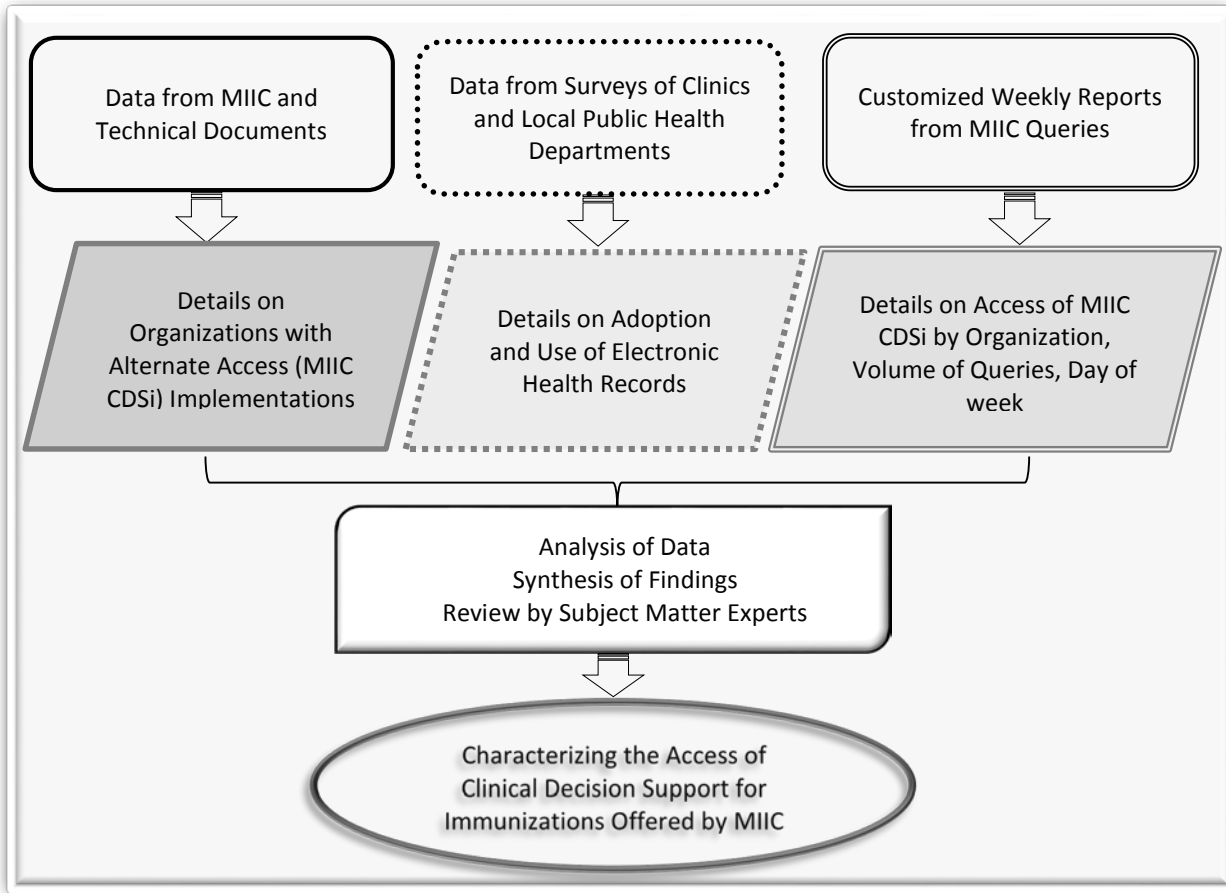 Data from MIIC and
Technical Documents
Data from Surveys of Clinics
and Local Public Health
Departments
Customized Weekly Reports
from MIIC Queries
Details on
Organizations with
Alternate Access (MIIC
CDSi) Implementations
Details on Adoption
and Use of Electronic
Health Records
Details on Access of MIIC
CDSi by Organization,
Volume of Queries, Day of
week
Analysis of Data
Synthesis of Findings
Review by Subject Matter Experts
Characterizing the Access of
Clinical Decision Support for
Immunizations Offered by MIIC